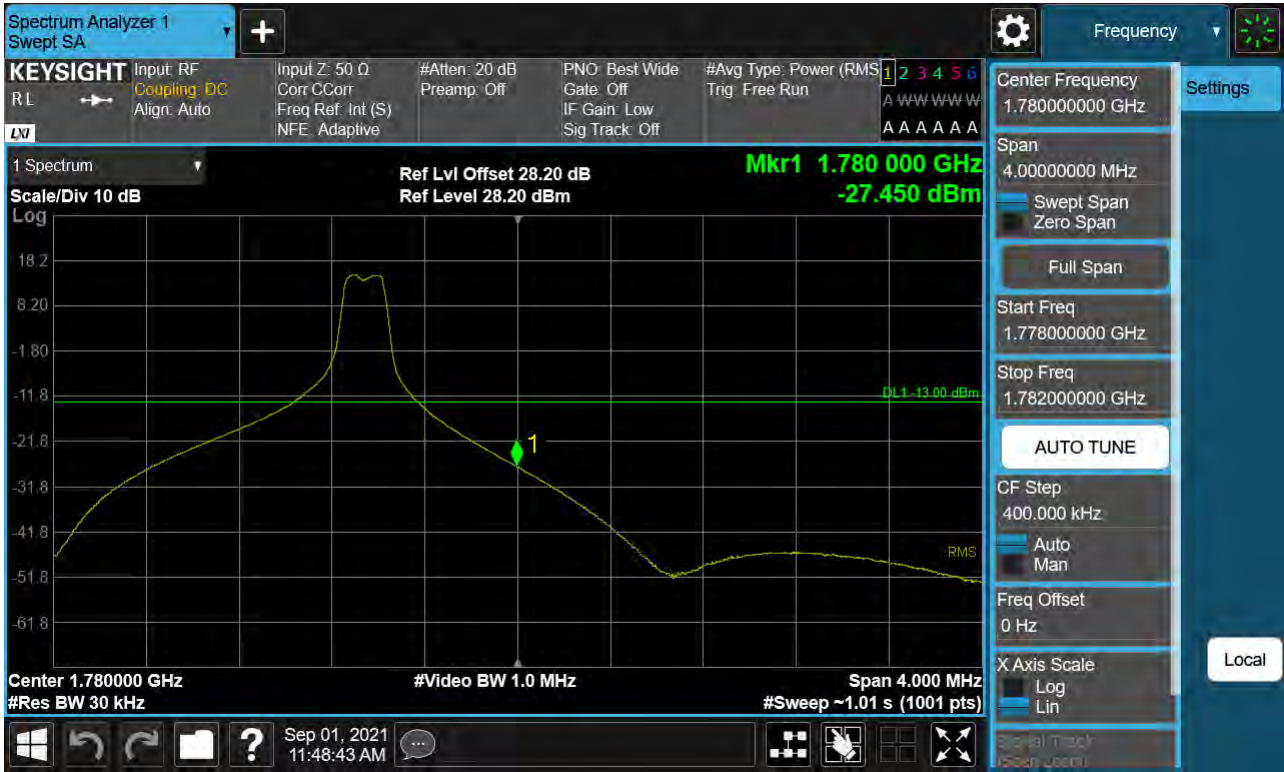 Spectrum Analyzer 1
Swept SA
Frequency
KEYSIGHT
RL
LXI
Input: RF
Coupling: DC
Align: Auto
Input Z: 50 Ω
Corr CCorr
Freq Ref: Int (S)
NFE: Adaptive
#Atten: 20 dB
Preamp: Off
PNO: Best Wide
Gate: Off
IF Gain: Low
Sig Track: Off
#Avg Type: Power (RMS
Trig: Free Run
1 2 3 4 5 6
A W W W W W
A A A A A A
1 Spectrum
Scale/Div 10 dB
Log
Ref Lvl Offset 28.20 dB
Ref Level 28.20 dBm
Mkr1 1.780 000 GHz
-27.450 dBm
18.2
8.20
-1.80
-11.8
-21.8
-31.8
-41.8
-51.8
-61.8
DL1 -13.00 dBm
1
RMS
Center 1.780000 GHz
#Res BW 30 kHz
#Video BW 1.0 MHz
Span 4.000 MHz
#Sweep ~1.01 s (1001 pts)
Center Frequency
1.780000000 GHz
Span
4.00000000 MHz
Swept Span
Zero Span
Full Span
Start Freq
1.778000000 GHz
Stop Freq
1.782000000 GHz
AUTO TUNE
CF Step
400.000 kHz
Auto
Man
Freq Offset
0 Hz
X Axis Scale
Log
Lin
Signal Track
(Span Zoom)
Settings
Local
?
Sep 01, 2021
11:48:43 AM